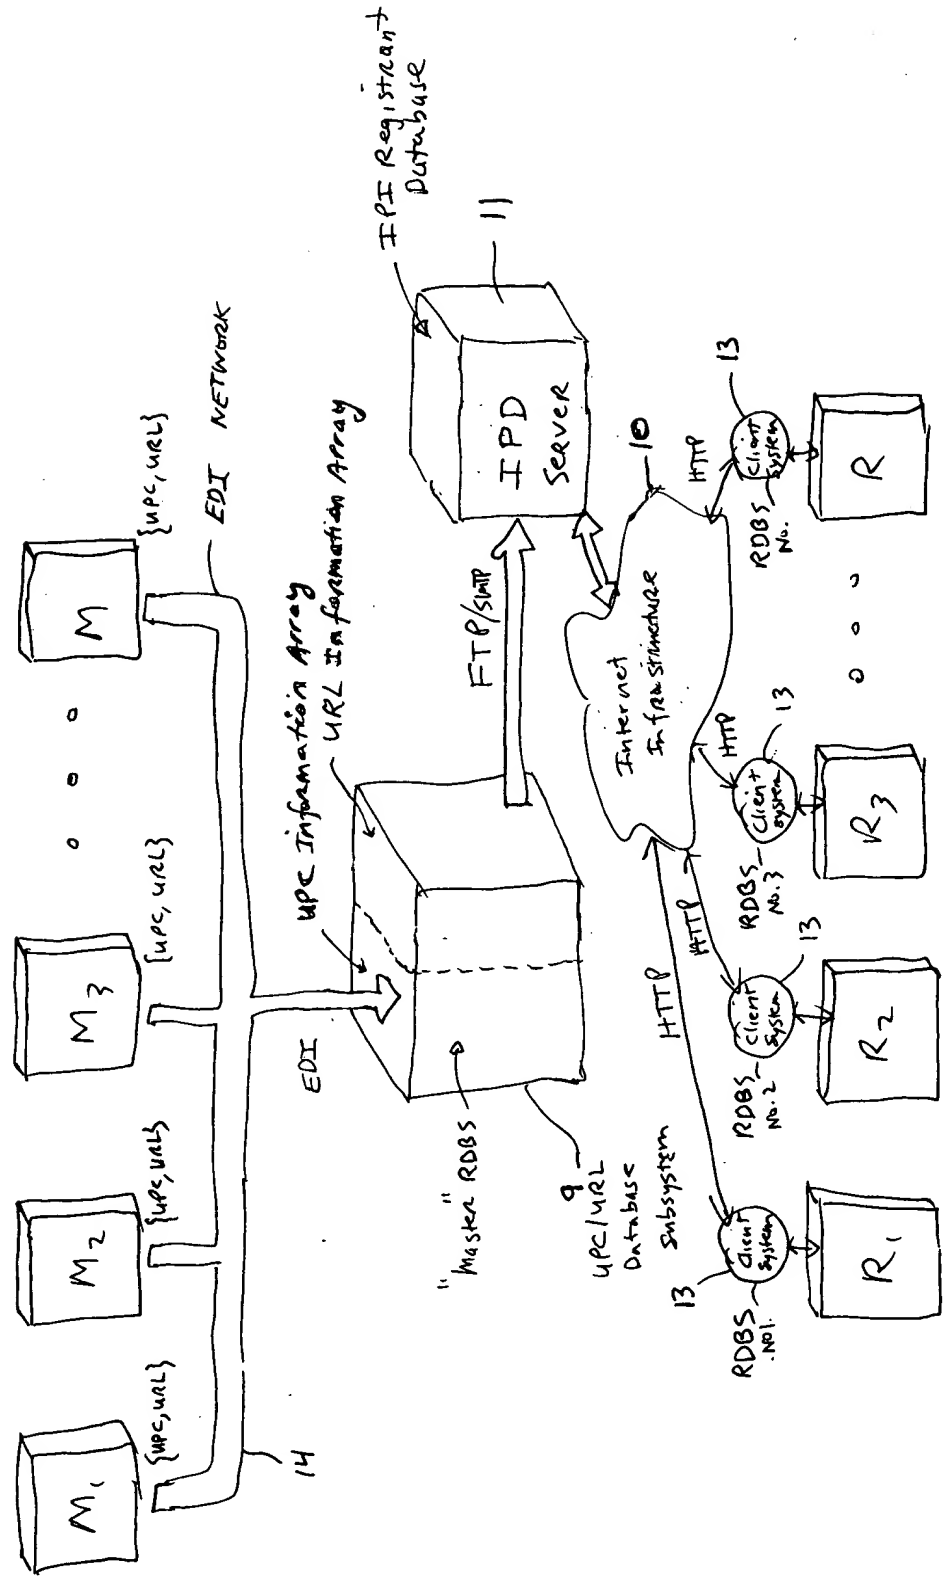 M1
M2
M3
M
{UPC, URL}
{UPC, URL}
{UPC, URL}
{UPC, URL}
14
EDI NETWORK
EDI
UPC Information Array
URL Information Array
"Master" RDBS
9
UPC/URL
Database
Subsystem
FTP/SMTP
IPI Registrant
Database
11
IPD
Server
10
Internet
Infrastructure
HTTP
HTTP
HTTP
HTTP
13
Client
System
RDBS
No1.
R1
13
Client
System
RDBS
No.2
R2
13
Client
System
RDBS
No.3
R3
13
Client
System
RDBS
No.
R